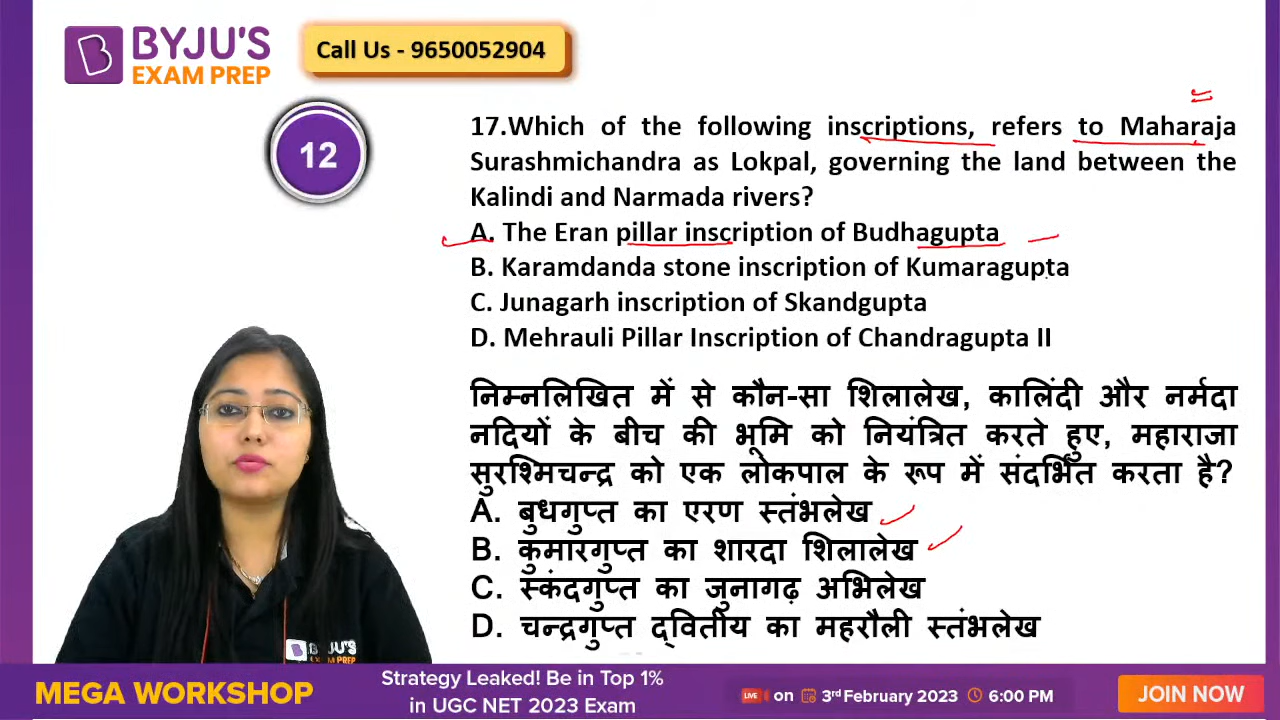 BYJU'S
EXAM PREP
Call Us - 9650052904
12
17.Which of the following inscriptions, refers to Maharaja
Surashmichandra as Lokpal, governing the land between the
Kalindi and Narmada rivers?
A. The Eran pillar inscription of Budhagupta
B. Karamdanda stone inscription of Kumaragupta
C. Junagarh inscription of Skandgupta
D. Mehrauli Pillar Inscription of Chandragupta II
निम्नलिखित में से कौन-सा शिलालेख, कालिंदी और नर्मदा
नदियों के बीच की भूमि को नियंत्रित करते हुए, महाराजा
सुरश्मिचन्द्र को एक लोकपाल के रूप में संदर्भित करता है?
A. बुधगुप्त का एरण स्तंभलेख
B. कुमारगुप्त का शारदा शिलालेख
C. स्कंदगुप्त का जुनागढ़ अभिलेख
D. चन्द्रगुप्त द्वितीय का महरौली स्तंभलेख
BYJU'S
EXAM PREP
MEGA WORKSHOP
Strategy Leaked! Be in Top 1%
in UGC NET 2023 Exam
LIVE on 3rd February 2023 6:00 PM
JOIN NOW